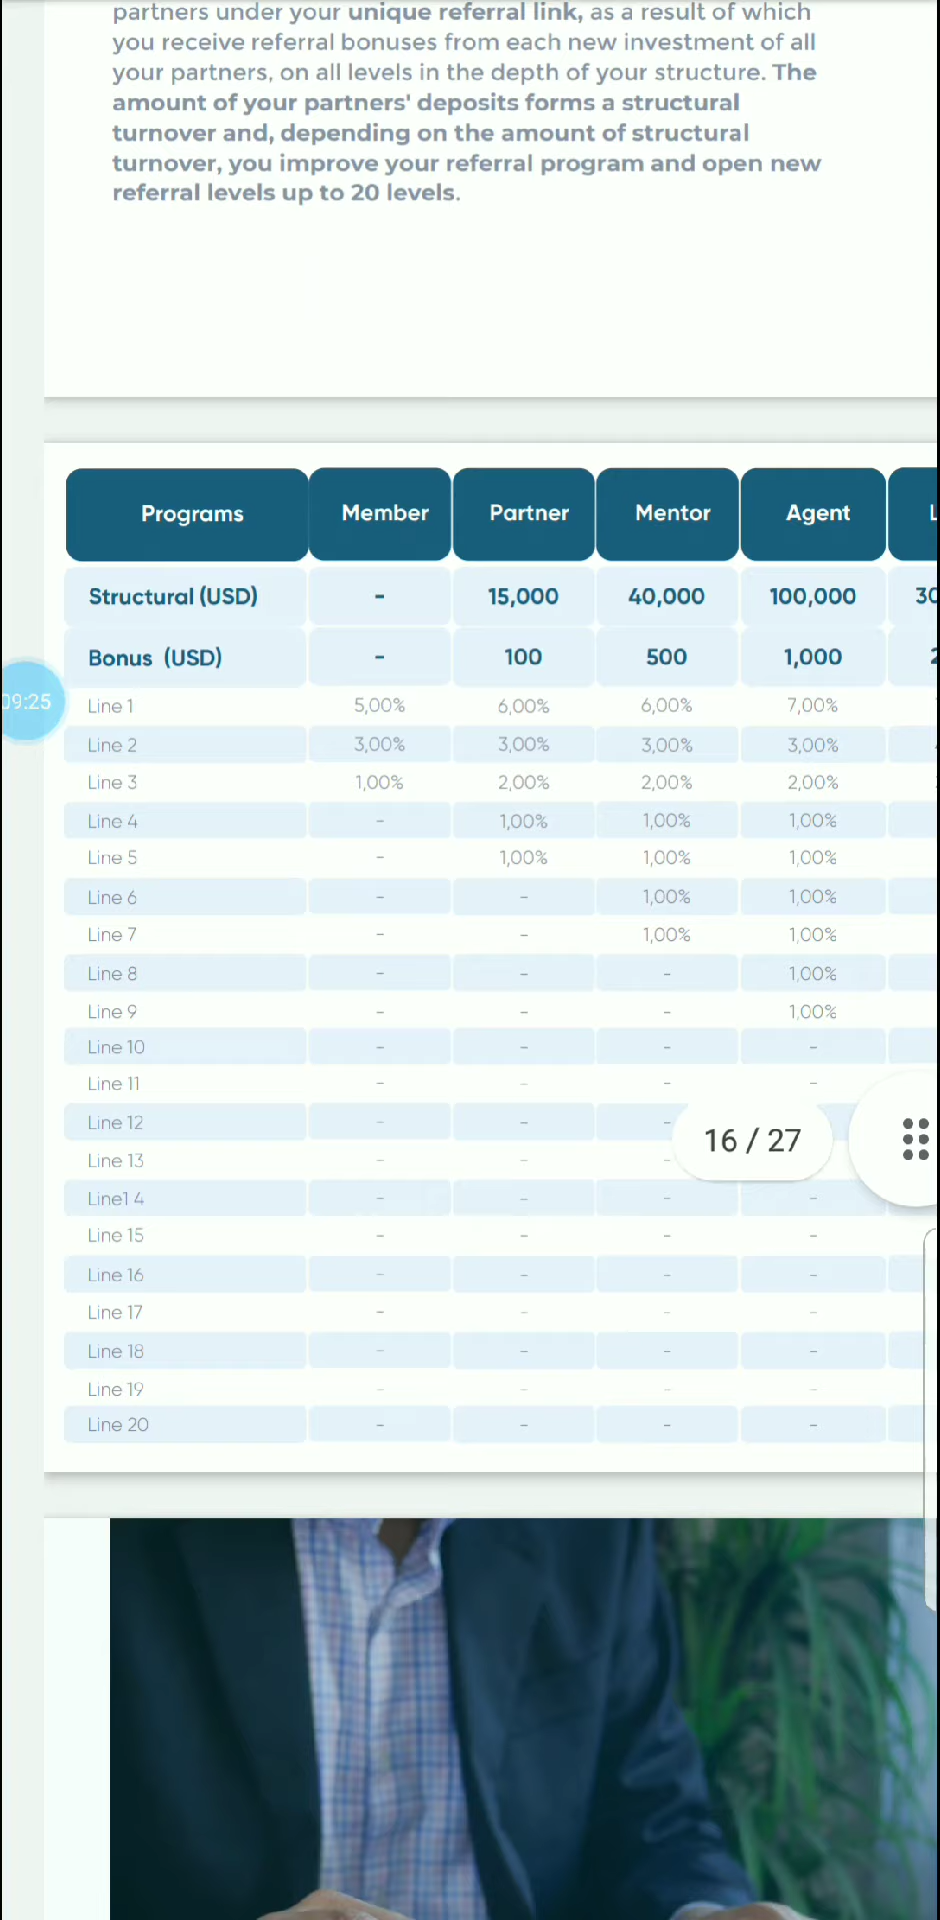 partners under your unique referral link, as a result of which
you receive referral bonuses from each new investment of all
your partners, on all levels in the depth of your structure. The
amount of your partners' deposits forms a structural
turnover and, depending on the amount of structural
turnover, you improve your referral program and open new
referral levels up to 20 levels.
Programs Member Partner Mentor Agent
Structural (USD) - 15,000 40,000 100,000
Bonus (USD) - 100 500 1,000
09:25
Line 1 5,00% 6,00% 6,00% 7,00%
Line 2 3,00% 3,00% 3,00% 3,00%
Line 3 1,00% 2,00% 2,00% 2,00%
Line 4 - 1,00% 1,00% 1,00%
Line 5 - 1,00% 1,00% 1,00%
Line 6 - - 1,00% 1,00%
Line 7 - - 1,00% 1,00%
Line 8 - - - 1,00%
Line 9 - - - 1,00%
Line 10 - - - -
Line 11 - - - -
Line 12 - - -
16 / 27
Line 13 - - -
Line1 4 - - - -
Line 15 - - - -
Line 16 - - - -
Line 17 - - - -
Line 18 - - - -
Line 19 - - - -
Line 20 - - - -